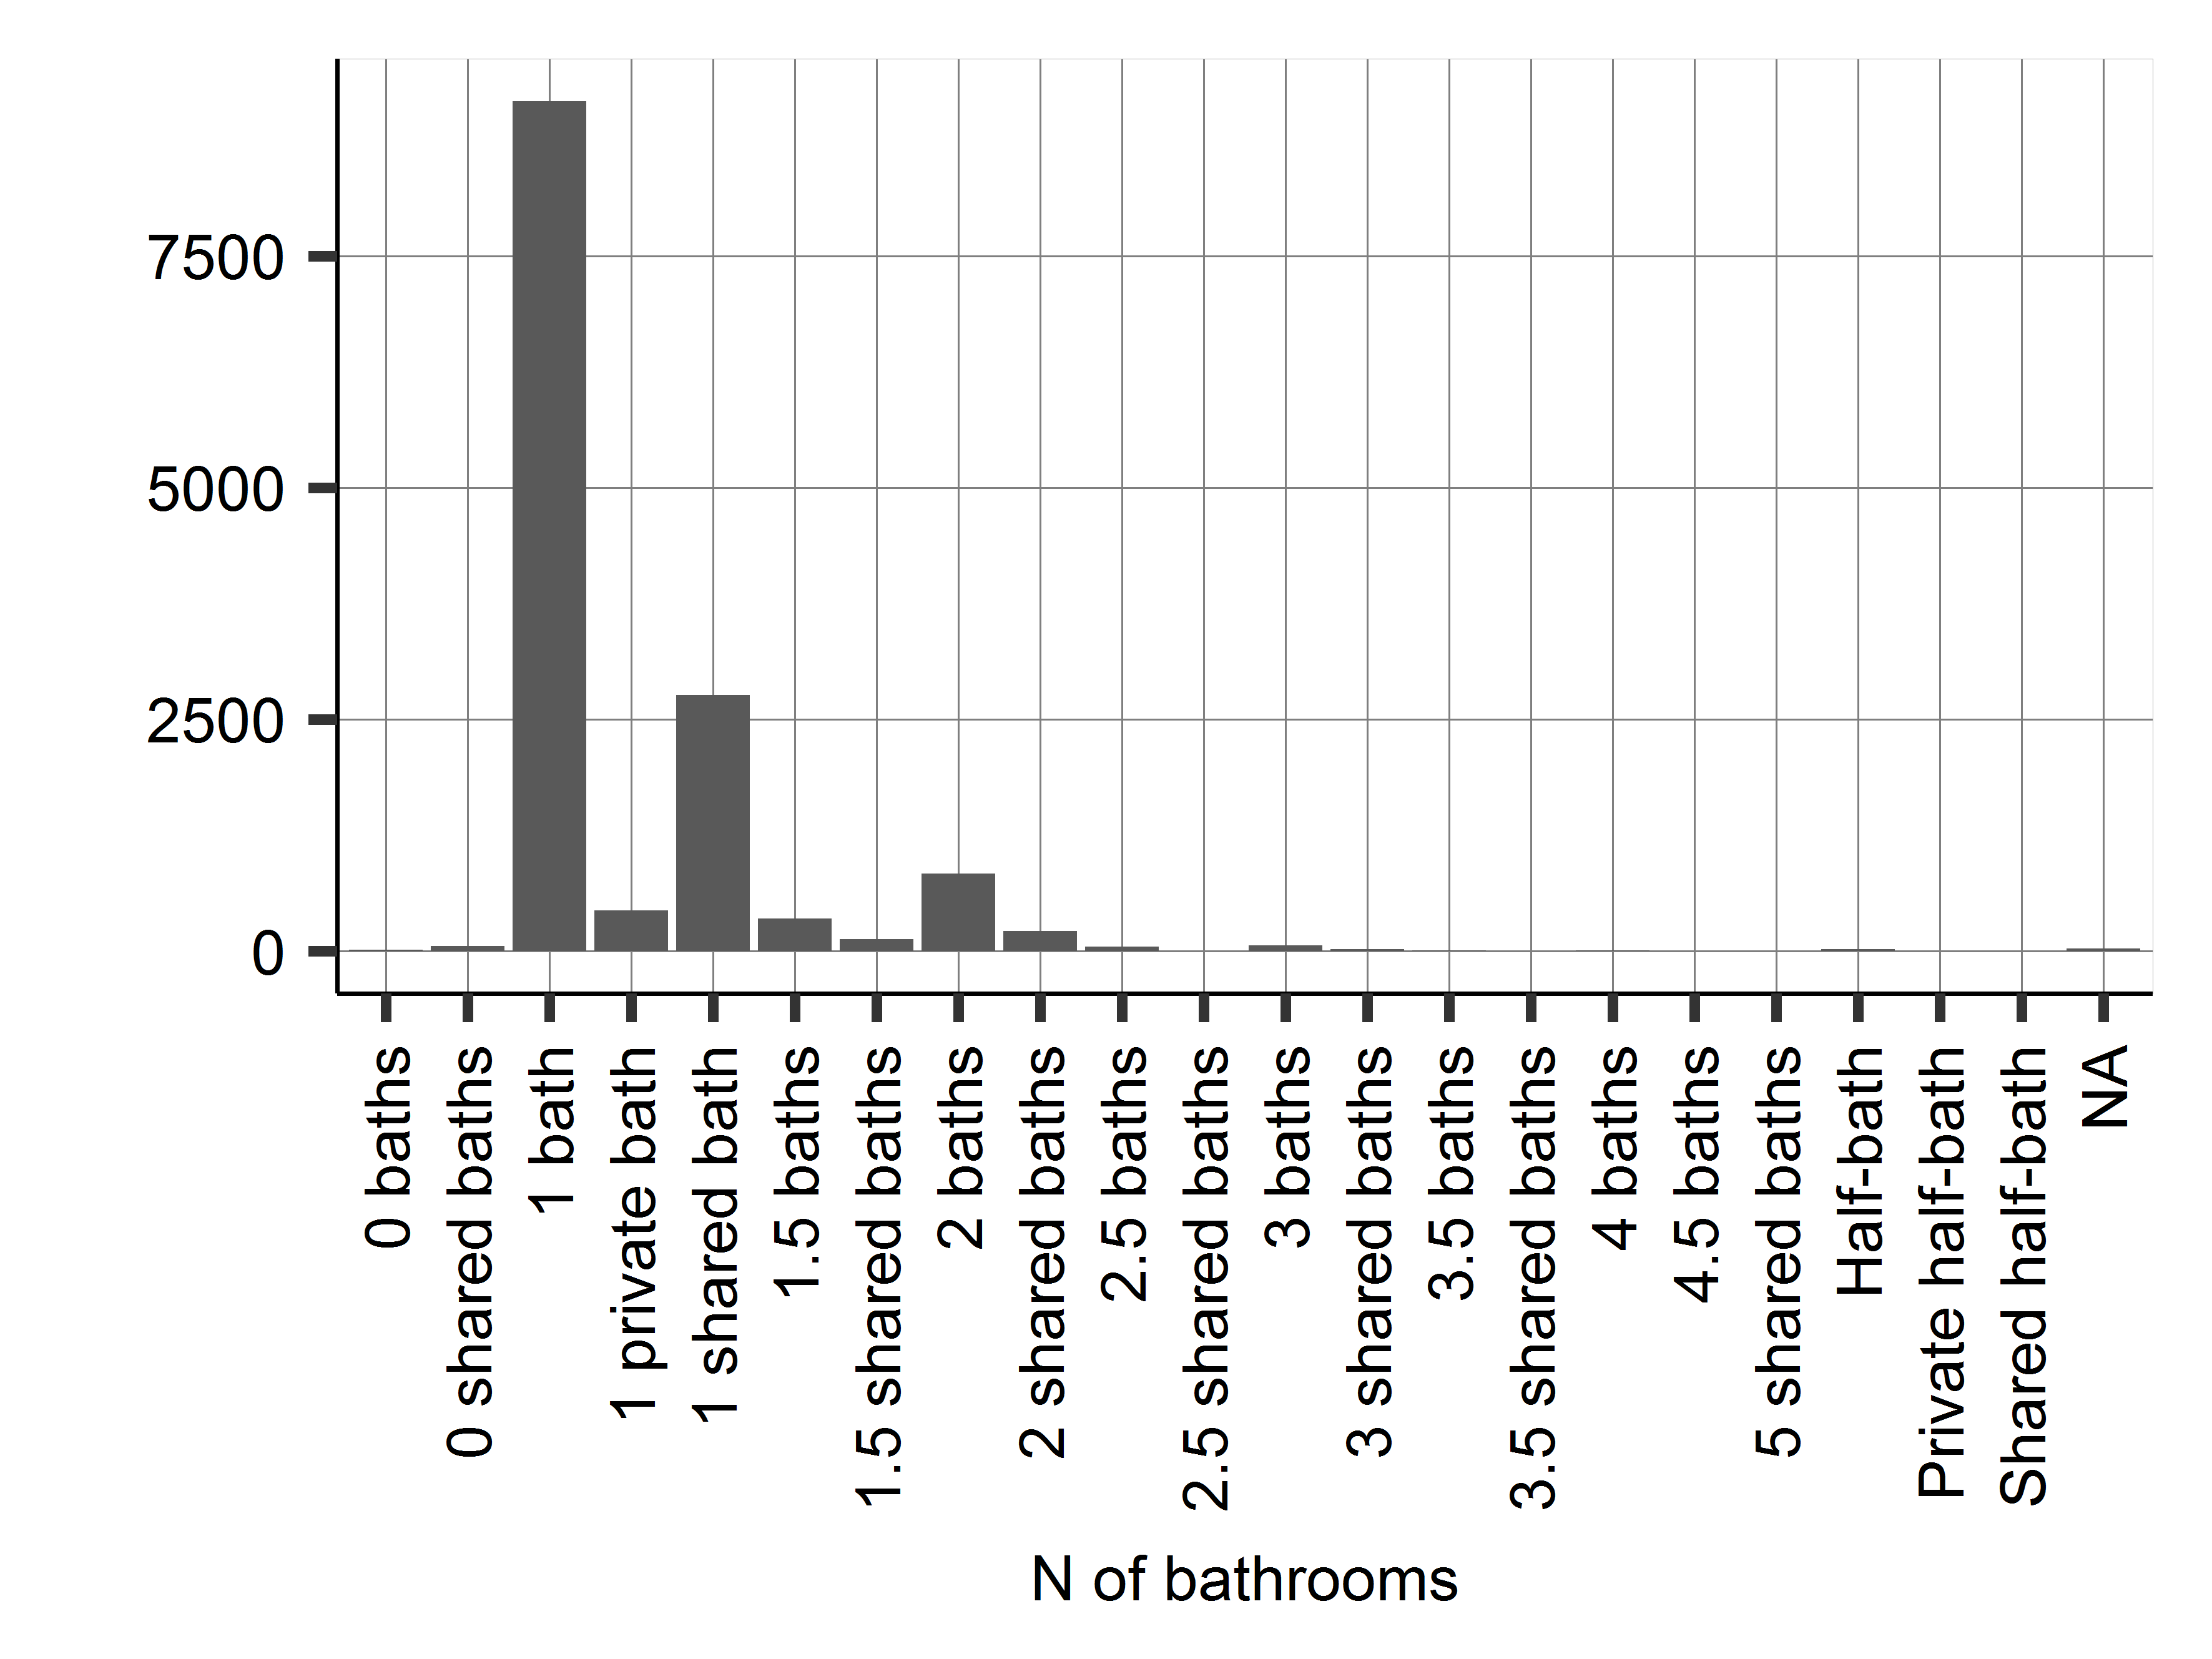 7500
5000
2500
0
0 baths
0 shared baths
1 bath
1 private bath
1 shared bath
1.5 baths
1.5 shared baths
2 baths
2 shared baths
2.5 baths
2.5 shared baths
3 baths
3 shared baths
3.5 baths
3.5 shared baths
4 baths
4.5 baths
5 shared baths
Half-bath
Private half-bath
Shared half-bath
NA
N of bathrooms